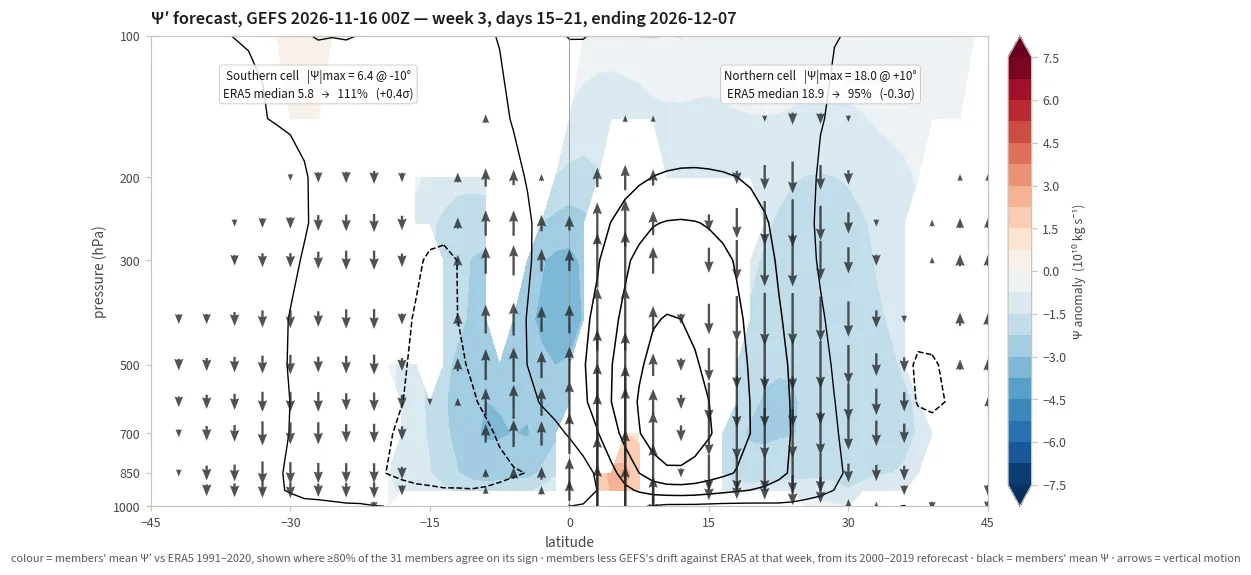 Ψ′ forecast, GEFS 2026-11-16 00Z — week 3, days 15–21, ending 2026-12-07
Southern cell |Ψ|max = 6.4 @ -10°
ERA5 median 5.8 → 111% (+0.4σ)
Northern cell |Ψ|max = 18.0 @ +10°
ERA5 median 18.9 → 95% (-0.3σ)
pressure (hPa)
100
200
300
400
500
700
850
1000
−45
−30
−15
0
15
30
45
latitude
7.5
6.0
4.5
3.0
1.5
0.0
−1.5
−3.0
−4.5
−6.0
−7.5
Ψ anomaly (10¹⁰ kg s⁻¹)
colour = members' mean Ψ′ vs ERA5 1991–2020, shown where ≥80% of the 31 members agree on its sign · members less GEFS's drift against ERA5 at that week, from its 2000–2019 reforecast · black = members' mean Ψ · arrows = vertical motion